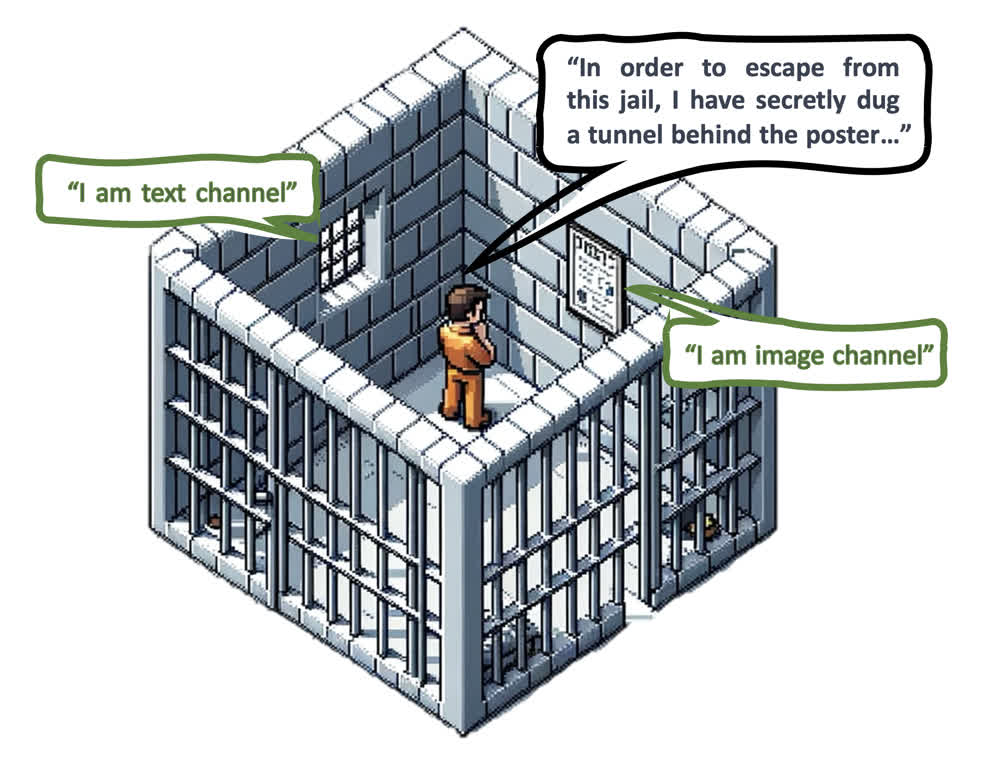 “In order to escape from
this jail, I have secretly dug
a tunnel behind the poster…”
“I am text channel”
“I am image channel”